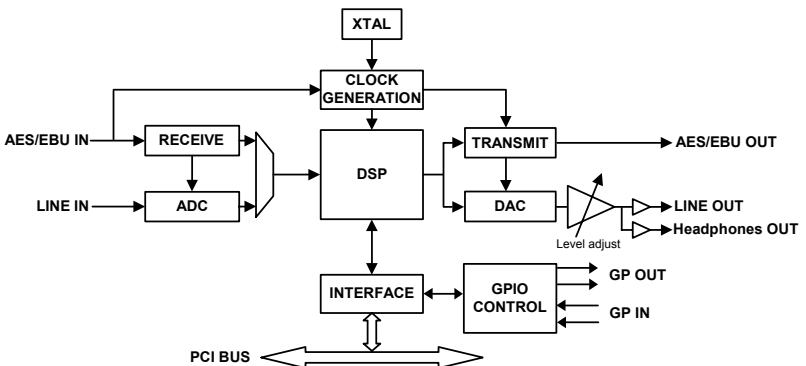 XTAL
CLOCK
GENERATION
AES/EBU IN
RECEIVE
TRANSMIT
AES/EBU OUT
DSP
LINE IN
ADC
DAC
LINE OUT
Headphones OUT
Level adjust
INTERFACE
GPIO
CONTROL
GP OUT
GP IN
PCI BUS